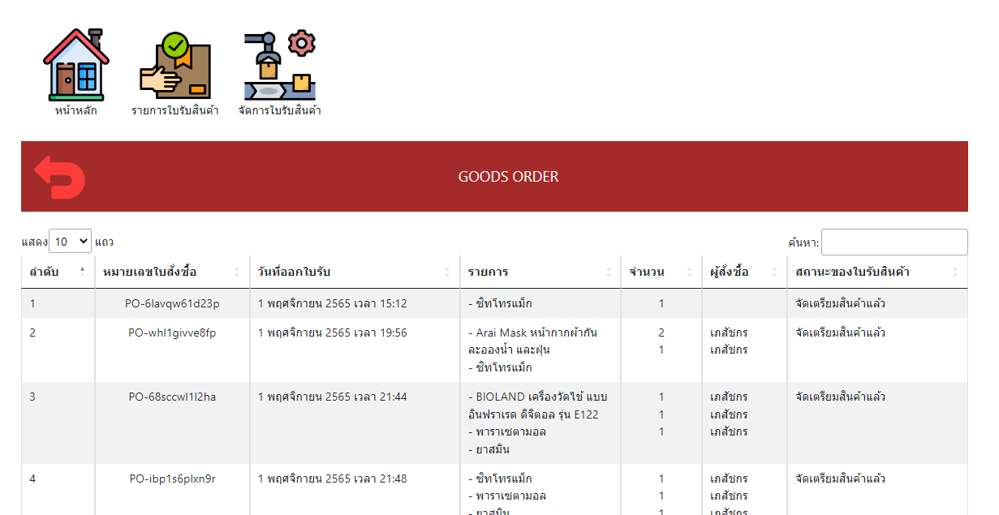 หน้าหลัก รายการใบรับสินค้า จัดการใบรับสินค้า
GOODS ORDER
แสดง 10 แถว ค้นหา:
ลำดับ หมายเลขใบสั่งซื้อ วันที่ออกใบรับ รายการ จำนวน ผู้สั่งซื้อ สถานะของใบรับสินค้า
1 PO-6lavqw61d23p 1 พฤศจิกายน 2565 เวลา 15:12 - ซิทโทรแม็ก 1 จัดเตรียมสินค้าแล้ว
2 PO-whl1givve8fp 1 พฤศจิกายน 2565 เวลา 19:56 - Arai Mask หน้ากากผ้ากัน 2 เภสัชกร จัดเตรียมสินค้าแล้ว
ละอองน้ำ และฝุ่น 1 เภสัชกร
- ซิทโทรแม็ก
3 PO-68sccwl1l2ha 1 พฤศจิกายน 2565 เวลา 21:44 - BIOLAND เครื่องวัดไข้ แบบ 1 เภสัชกร จัดเตรียมสินค้าแล้ว
อินฟราเรด ดิจิตอล รุ่น E122 1 เภสัชกร
- พาราเซตามอล 1 เภสัชกร
- ยาสมิน
4 PO-ibp1s6plxn9r 1 พฤศจิกายน 2565 เวลา 21:48 - ซิทโทรแม็ก 1 เภสัชกร จัดเตรียมสินค้าแล้ว
- พาราเซตามอล 1 เภสัชกร
- ยาสมิน 1 เภสัชกร